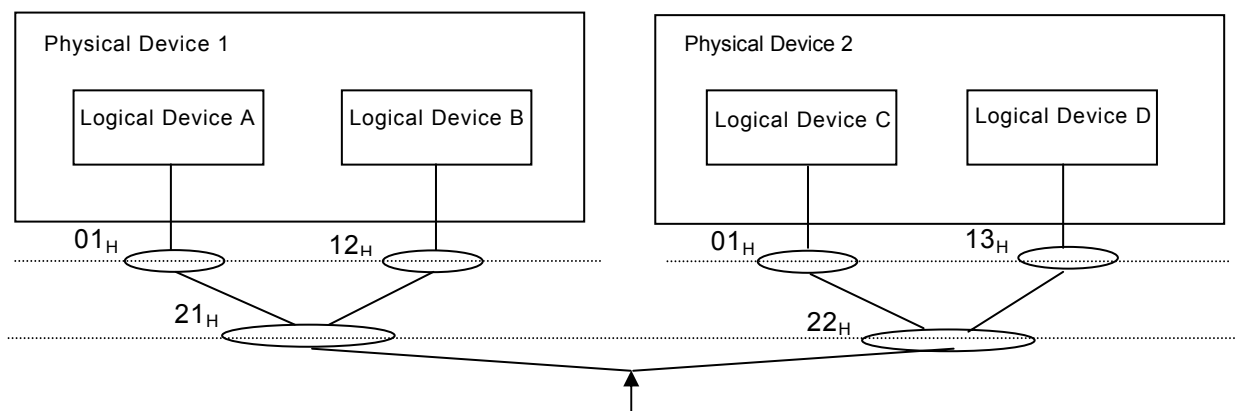 Physical Device 1
Physical Device 2
Logical Device A
Logical Device B
Logical Device C
Logical Device D
01H
12H
01H
13H
21H
22H